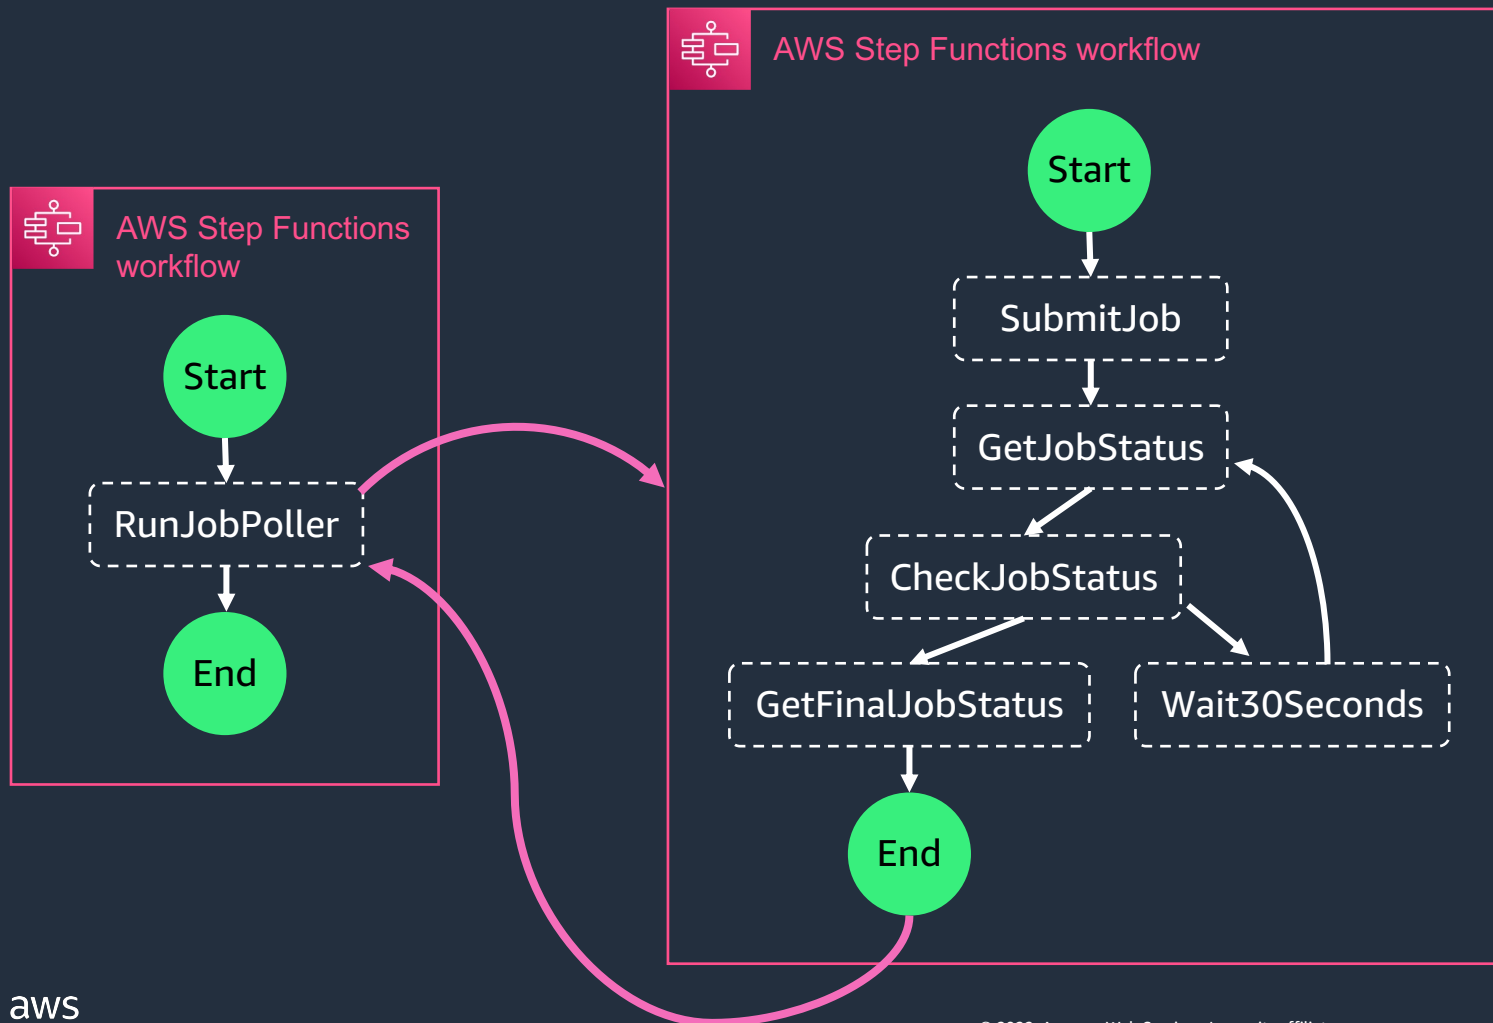 AWS Step Functions
workflow
Start
RunJobPoller
End
AWS Step Functions workflow
Start
SubmitJob
GetJobStatus
CheckJobStatus
GetFinalJobStatus
Wait30Seconds
End
aws